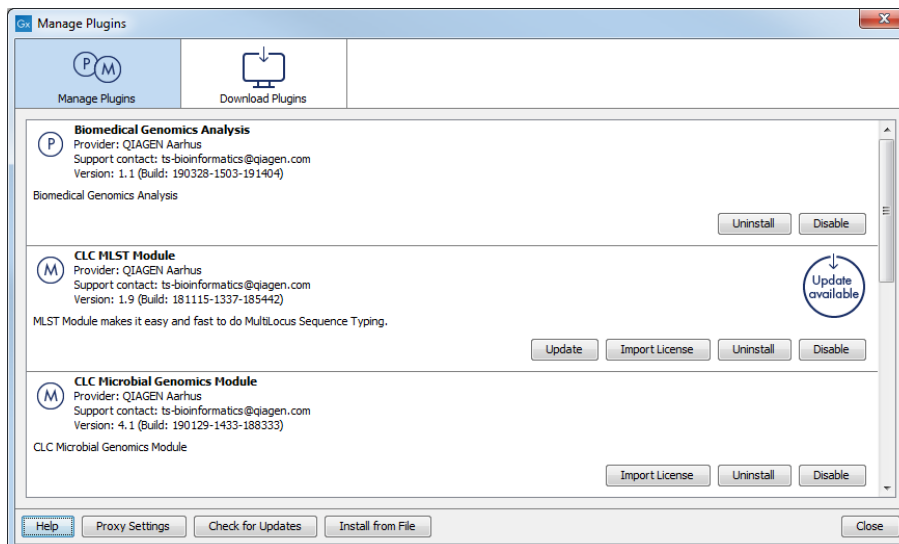 Gx Manage Plugins
P M
Manage Plugins
Download Plugins
P
Biomedical Genomics Analysis
Provider: QIAGEN Aarhus
Support contact: ts-bioinformatics@qiagen.com
Version: 1.1 (Build: 190328-1503-191404)
Biomedical Genomics Analysis
Uninstall Disable
M
CLC MLST Module
Provider: QIAGEN Aarhus
Support contact: ts-bioinformatics@qiagen.com
Version: 1.9 (Build: 181115-1337-185442)
Update
available
MLST Module makes it easy and fast to do MultiLocus Sequence Typing.
Update Import License Uninstall Disable
M
CLC Microbial Genomics Module
Provider: QIAGEN Aarhus
Support contact: ts-bioinformatics@qiagen.com
Version: 4.1 (Build: 190129-1433-188333)
CLC Microbial Genomics Module
Import License Uninstall Disable
Help Proxy Settings Check for Updates Install from File Close